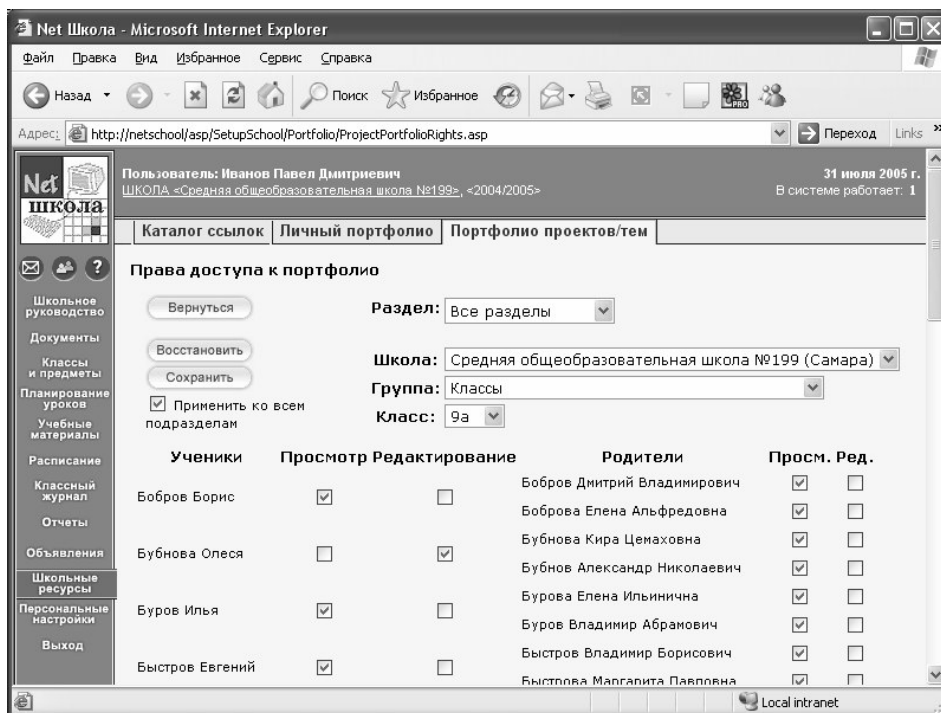 Net Школа - Microsoft Internet Explorer
Файл Правка Вид Избранное Сервис Справка
Назад Поиск Избранное PRO
Адрес: http://netschool/asp/SetupSchool/Portfolio/ProjectPortfolioRights.asp Переход Links »
Net школа
Пользователь: Иванов Павел Дмитриевич 31 июля 2005 г.
ШКОЛА <Средняя общеобразовательная школа №199>, <2004/2005> В системе работает: 1
Каталог ссылок Личный портфолио Портфолио проектов/тем
Права доступа к портфолио
Вернуться Раздел: Все разделы
Восстановить
Школа: Средняя общеобразовательная школа №199 (Самара)
Сохранить
Группа: Классы
Применить ко всем подразделам
Класс: 9а
Школьное руководство
Документы
Классы и предметы
Планирование уроков
Учебные материалы
Расписание
Классный журнал
Отчеты
Объявления
Школьные ресурсы
Персональные настройки
Выход
Ученики Просмотр Редактирование Родители Просм. Ред.
Бобров Борис
Бобров Дмитрий Владимирович
Боброва Елена Альфредовна
Бубнова Олеся
Бубнова Кира Цемаховна
Бубнов Александр Николаевич
Буров Илья
Бурова Елена Ильинична
Буров Владимир Абрамович
Быстров Евгений
Быстров Владимир Борисович
Быстрова Маргарита Павловна
Local intranet